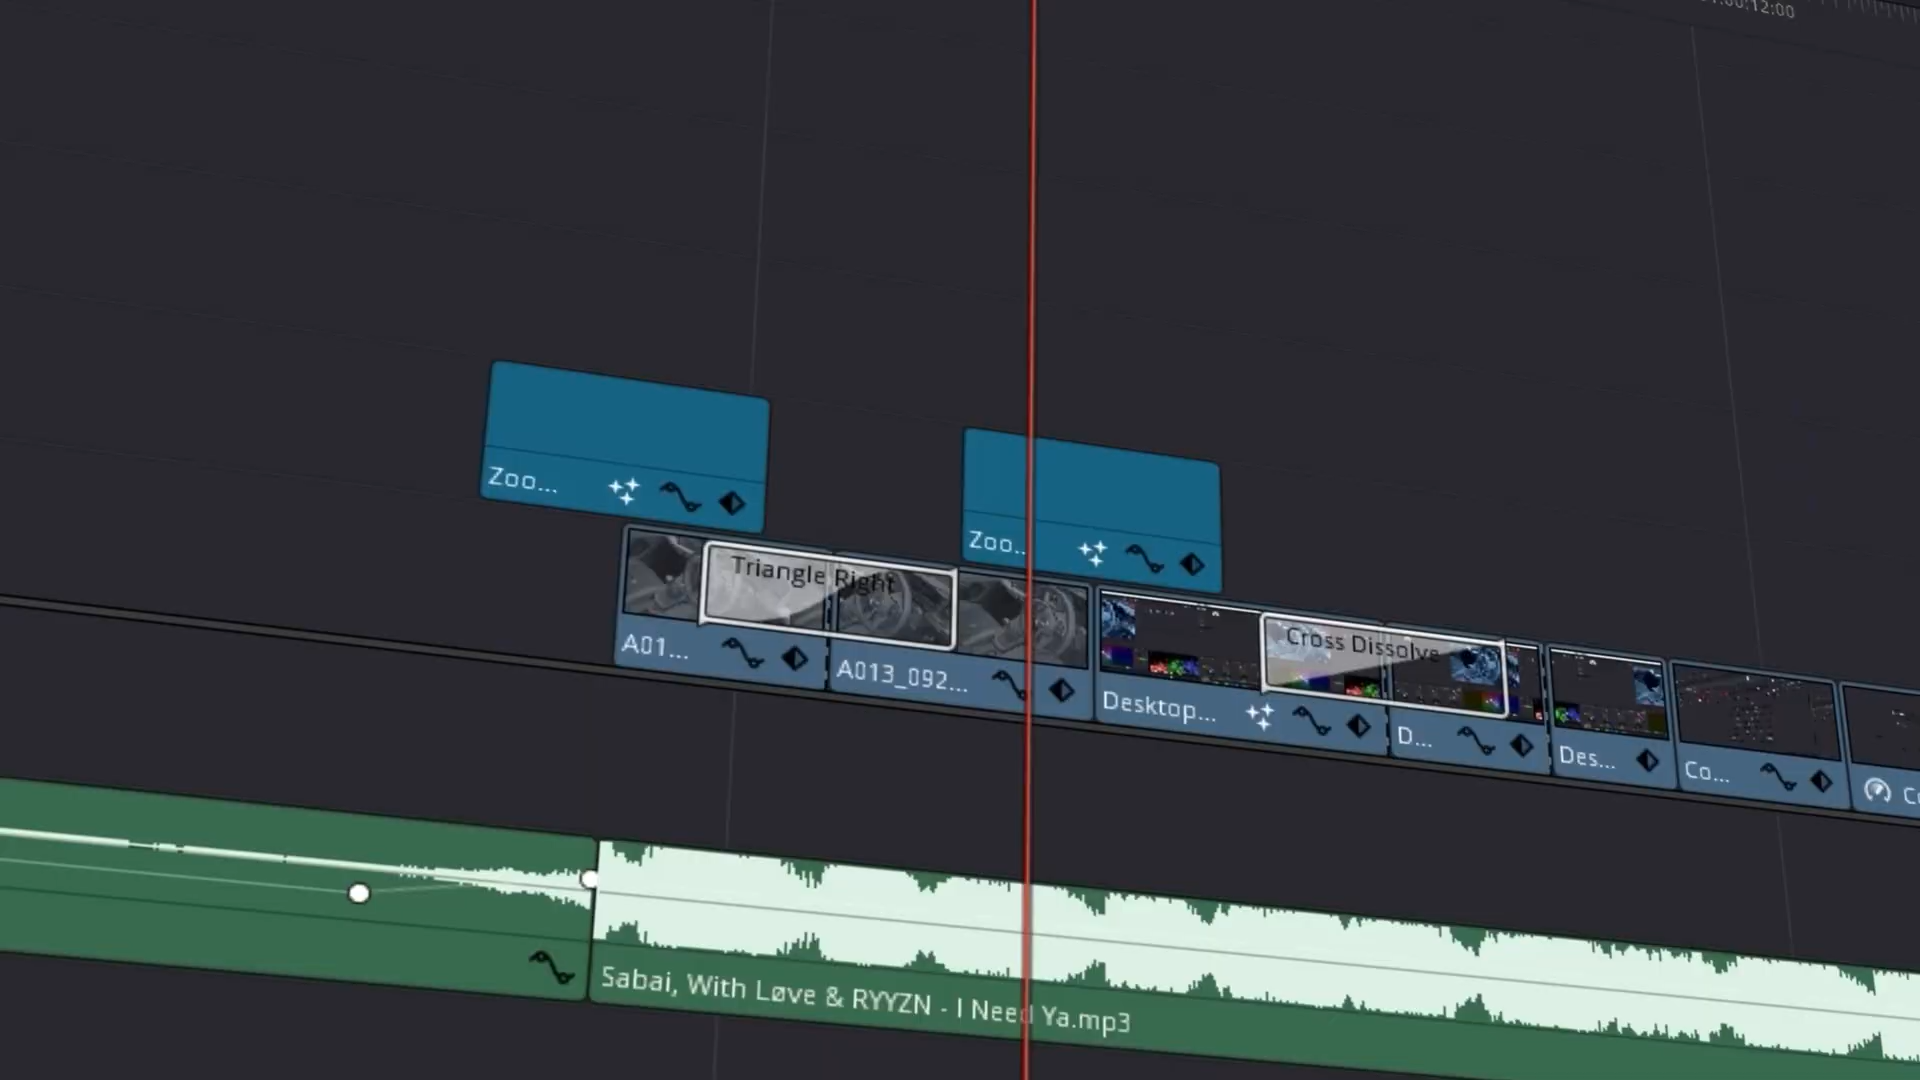 :00:12:00
Zoo...
Zoo...
Triangle Right
A01...
A013_092...
Cross Dissolve
Desktop...
D...
Des...
Co...
Sabai, With Løve & RYYZN - I Need Ya.mp3